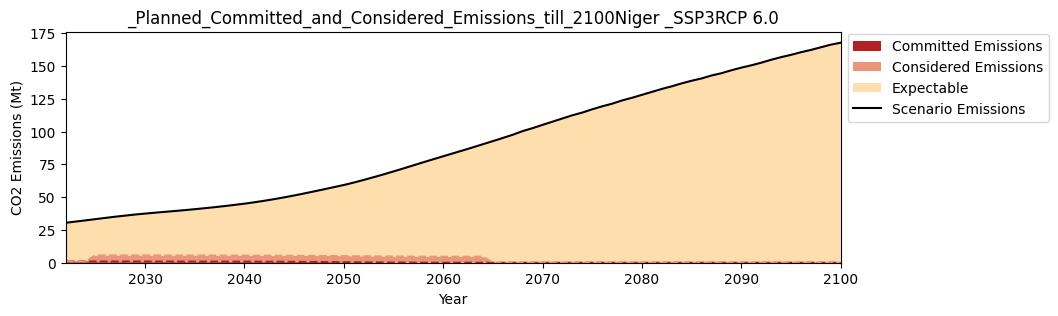 _Planned_Committed_and_Considered_Emissions_till_2100Niger _SSP3RCP 6.0
175
150
125
100
75
50
25
0
CO2 Emissions (Mt)
2030 2040 2050 2060 2070 2080 2090 2100
Year
Committed Emissions
Considered Emissions
Expectable
Scenario Emissions